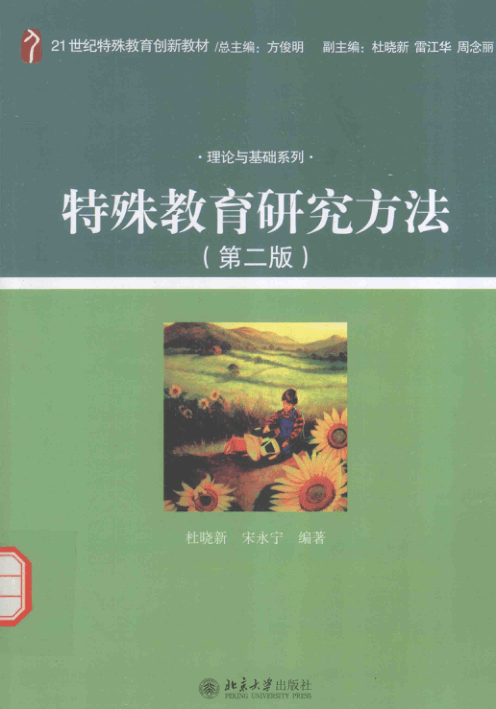 21世纪特殊教育创新教材/总主编：方俊明 副主编：杜晓新 雷江华 周念丽
·理论与基础系列·
特殊教育研究方法
（第二版）
杜晓新 宋永宁 编著
北京大学出版社
PEKING UNIVERSITY PRESS